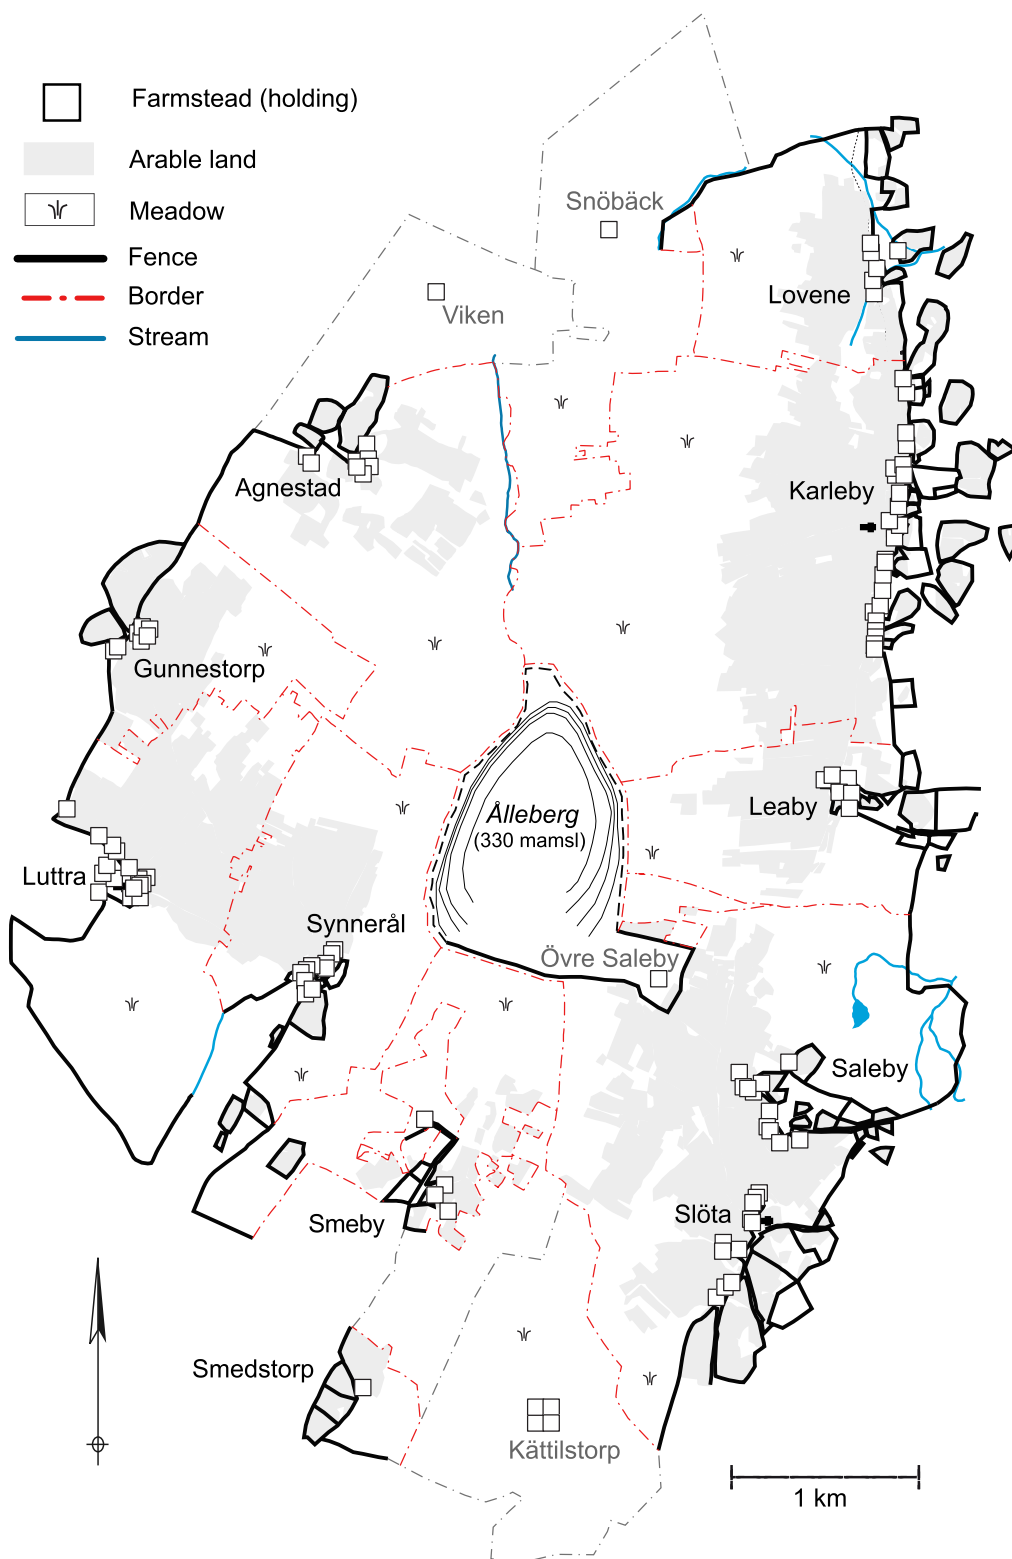 Farmstead (holding)
Arable land
Meadow
Fence
Border
Stream
Snöbäck
Viken
Lovene
Agnestad
Karleby
Gunnestorp
Leaby
Ålleberg
(330 mamsl)
Luttra
Synnerål
Övre Saleby
Saleby
Smeby
Slöta
Smedstorp
Kättilstorp
1 km